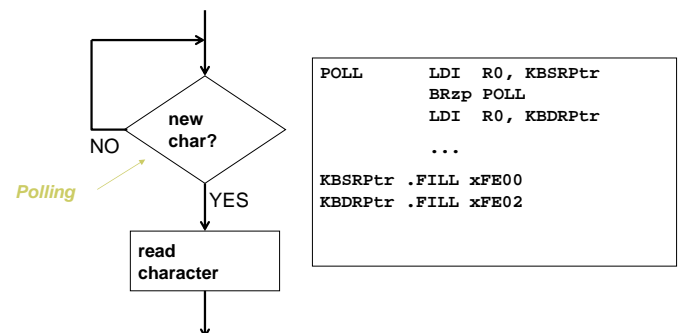 new
char?
NO
Polling
YES
read
character
POLL LDI R0, KBSRPtr
BRzp POLL
LDI R0, KBDRPtr
...
KBSRPtr .FILL xFE00
KBDRPtr .FILL xFE02